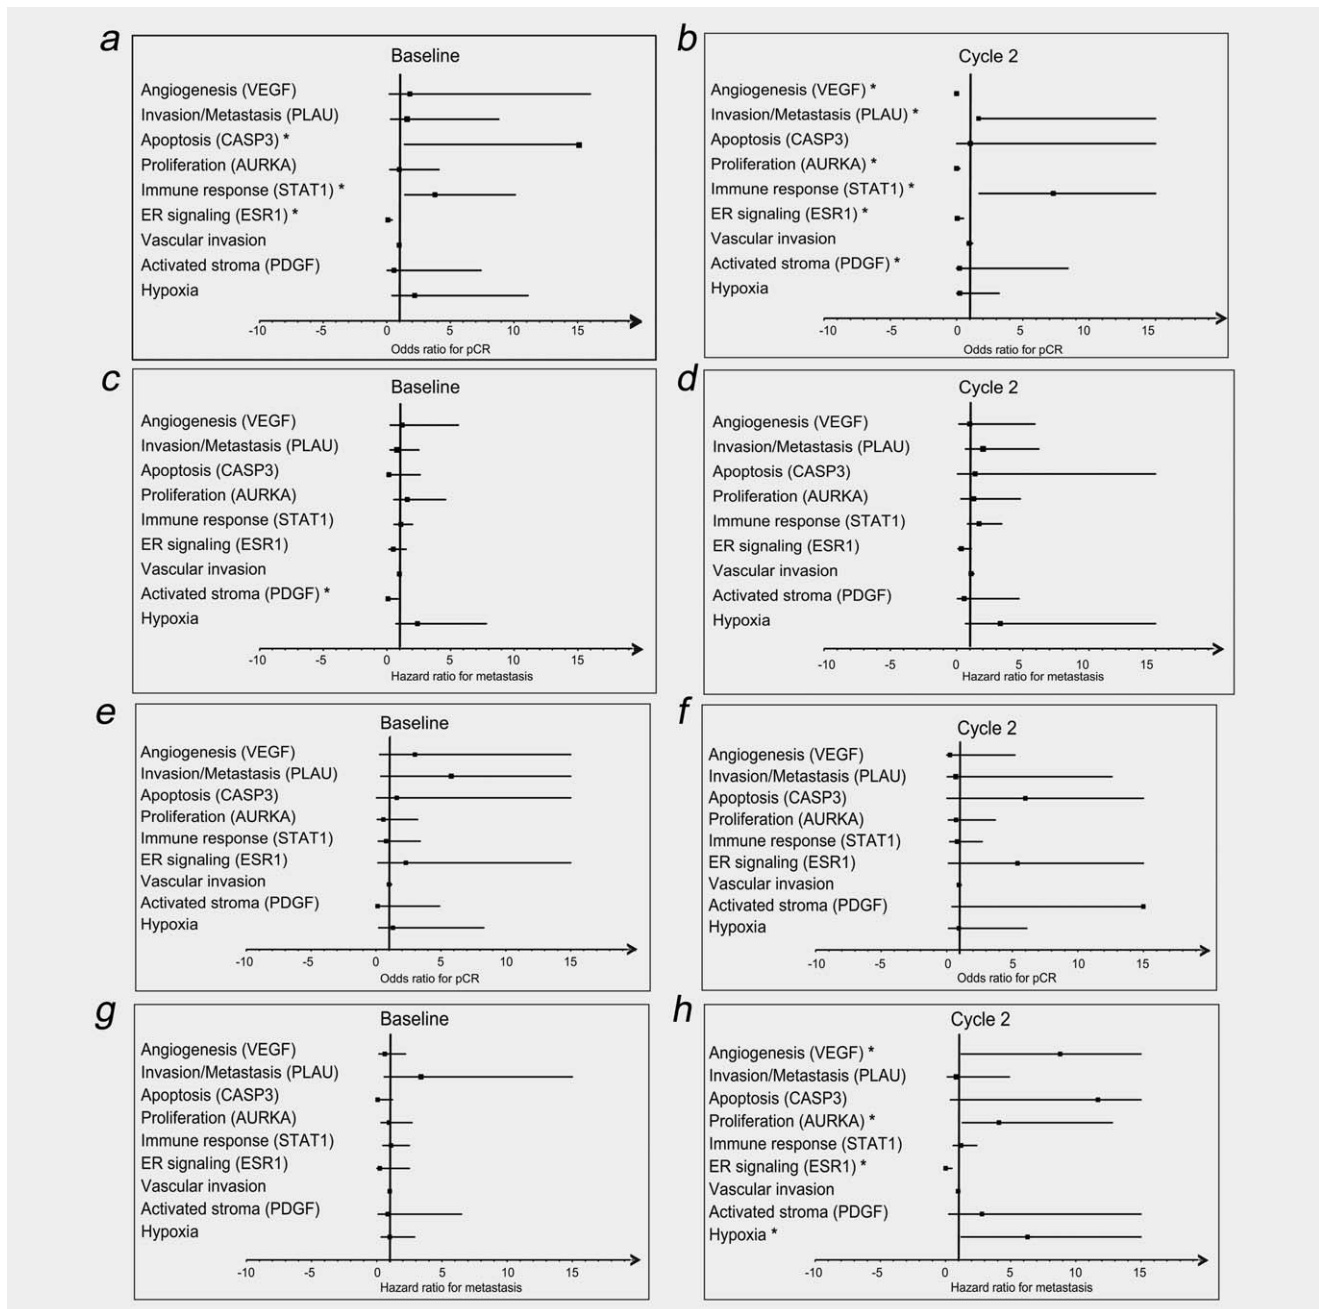 a
Baseline
Angiogenesis (VEGF)
Invasion/Metastasis (PLAU)
Apoptosis (CASP3) *
Proliferation (AURKA)
Immune response (STAT1) *
ER signaling (ESR1) *
Vascular invasion
Activated stroma (PDGF)
Hypoxia
-10 -5 0 5 10 15
Odds ratio for pCR
b
Cycle 2
Angiogenesis (VEGF) *
Invasion/Metastasis (PLAU) *
Apoptosis (CASP3)
Proliferation (AURKA) *
Immune response (STAT1) *
ER signaling (ESR1) *
Vascular invasion
Activated stroma (PDGF) *
Hypoxia
-10 -5 0 5 10 15
Odds ratio for pCR
c
Baseline
Angiogenesis (VEGF)
Invasion/Metastasis (PLAU)
Apoptosis (CASP3)
Proliferation (AURKA)
Immune response (STAT1)
ER signaling (ESR1)
Vascular invasion
Activated stroma (PDGF) *
Hypoxia
-10 -5 0 5 10 15
Hazard ratio for metastasis
d
Cycle 2
Angiogenesis (VEGF)
Invasion/Metastasis (PLAU)
Apoptosis (CASP3)
Proliferation (AURKA)
Immune response (STAT1)
ER signaling (ESR1)
Vascular invasion
Activated stroma (PDGF)
Hypoxia
-10 -5 0 5 10 15
Hazard ratio for metastasis
e
Baseline
Angiogenesis (VEGF)
Invasion/Metastasis (PLAU)
Apoptosis (CASP3)
Proliferation (AURKA)
Immune response (STAT1)
ER signaling (ESR1)
Vascular invasion
Activated stroma (PDGF)
Hypoxia
-10 -5 0 5 10 15
Odds ratio for pCR
f
Cycle 2
Angiogenesis (VEGF)
Invasion/Metastasis (PLAU)
Apoptosis (CASP3)
Proliferation (AURKA)
Immune response (STAT1)
ER signaling (ESR1)
Vascular invasion
Activated stroma (PDGF)
Hypoxia
-10 -5 0 5 10 15
Odds ratio for pCR
g
Baseline
Angiogenesis (VEGF)
Invasion/Metastasis (PLAU)
Apoptosis (CASP3)
Proliferation (AURKA)
Immune response (STAT1)
ER signaling (ESR1)
Vascular invasion
Activated stroma (PDGF)
Hypoxia
-10 -5 0 5 10 15
Hazard ratio for metastasis
h
Cycle 2
Angiogenesis (VEGF) *
Invasion/Metastasis (PLAU)
Apoptosis (CASP3)
Proliferation (AURKA) *
Immune response (STAT1)
ER signaling (ESR1) *
Vascular invasion
Activated stroma (PDGF)
Hypoxia *
-10 -5 0 5 10 15
Hazard ratio for metastasis